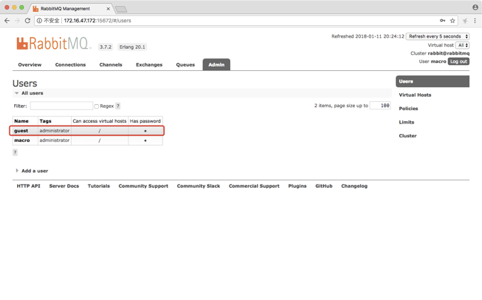 RabbitMQ Management
不安全 172.16.47.172:15672/#/users
RabbitMQ 3.7.2 Erlang 20.1
Refreshed 2018-01-11 20:24:12 Refresh every 5 seconds
Virtual host All
Cluster rabbit@rabbitmq
User macro Log out
Overview Connections Channels Exchanges Queues Admin
Users
All users
Filter: Regex ? 2 items, page size up to 100
Name Tags Can access virtual hosts Has password
guest administrator / •
macro administrator / •
?
Add a user
Users
Virtual Hosts
Policies
Limits
Cluster
HTTP API Server Docs Tutorials Community Support Community Slack Commercial Support Plugins GitHub Changelog